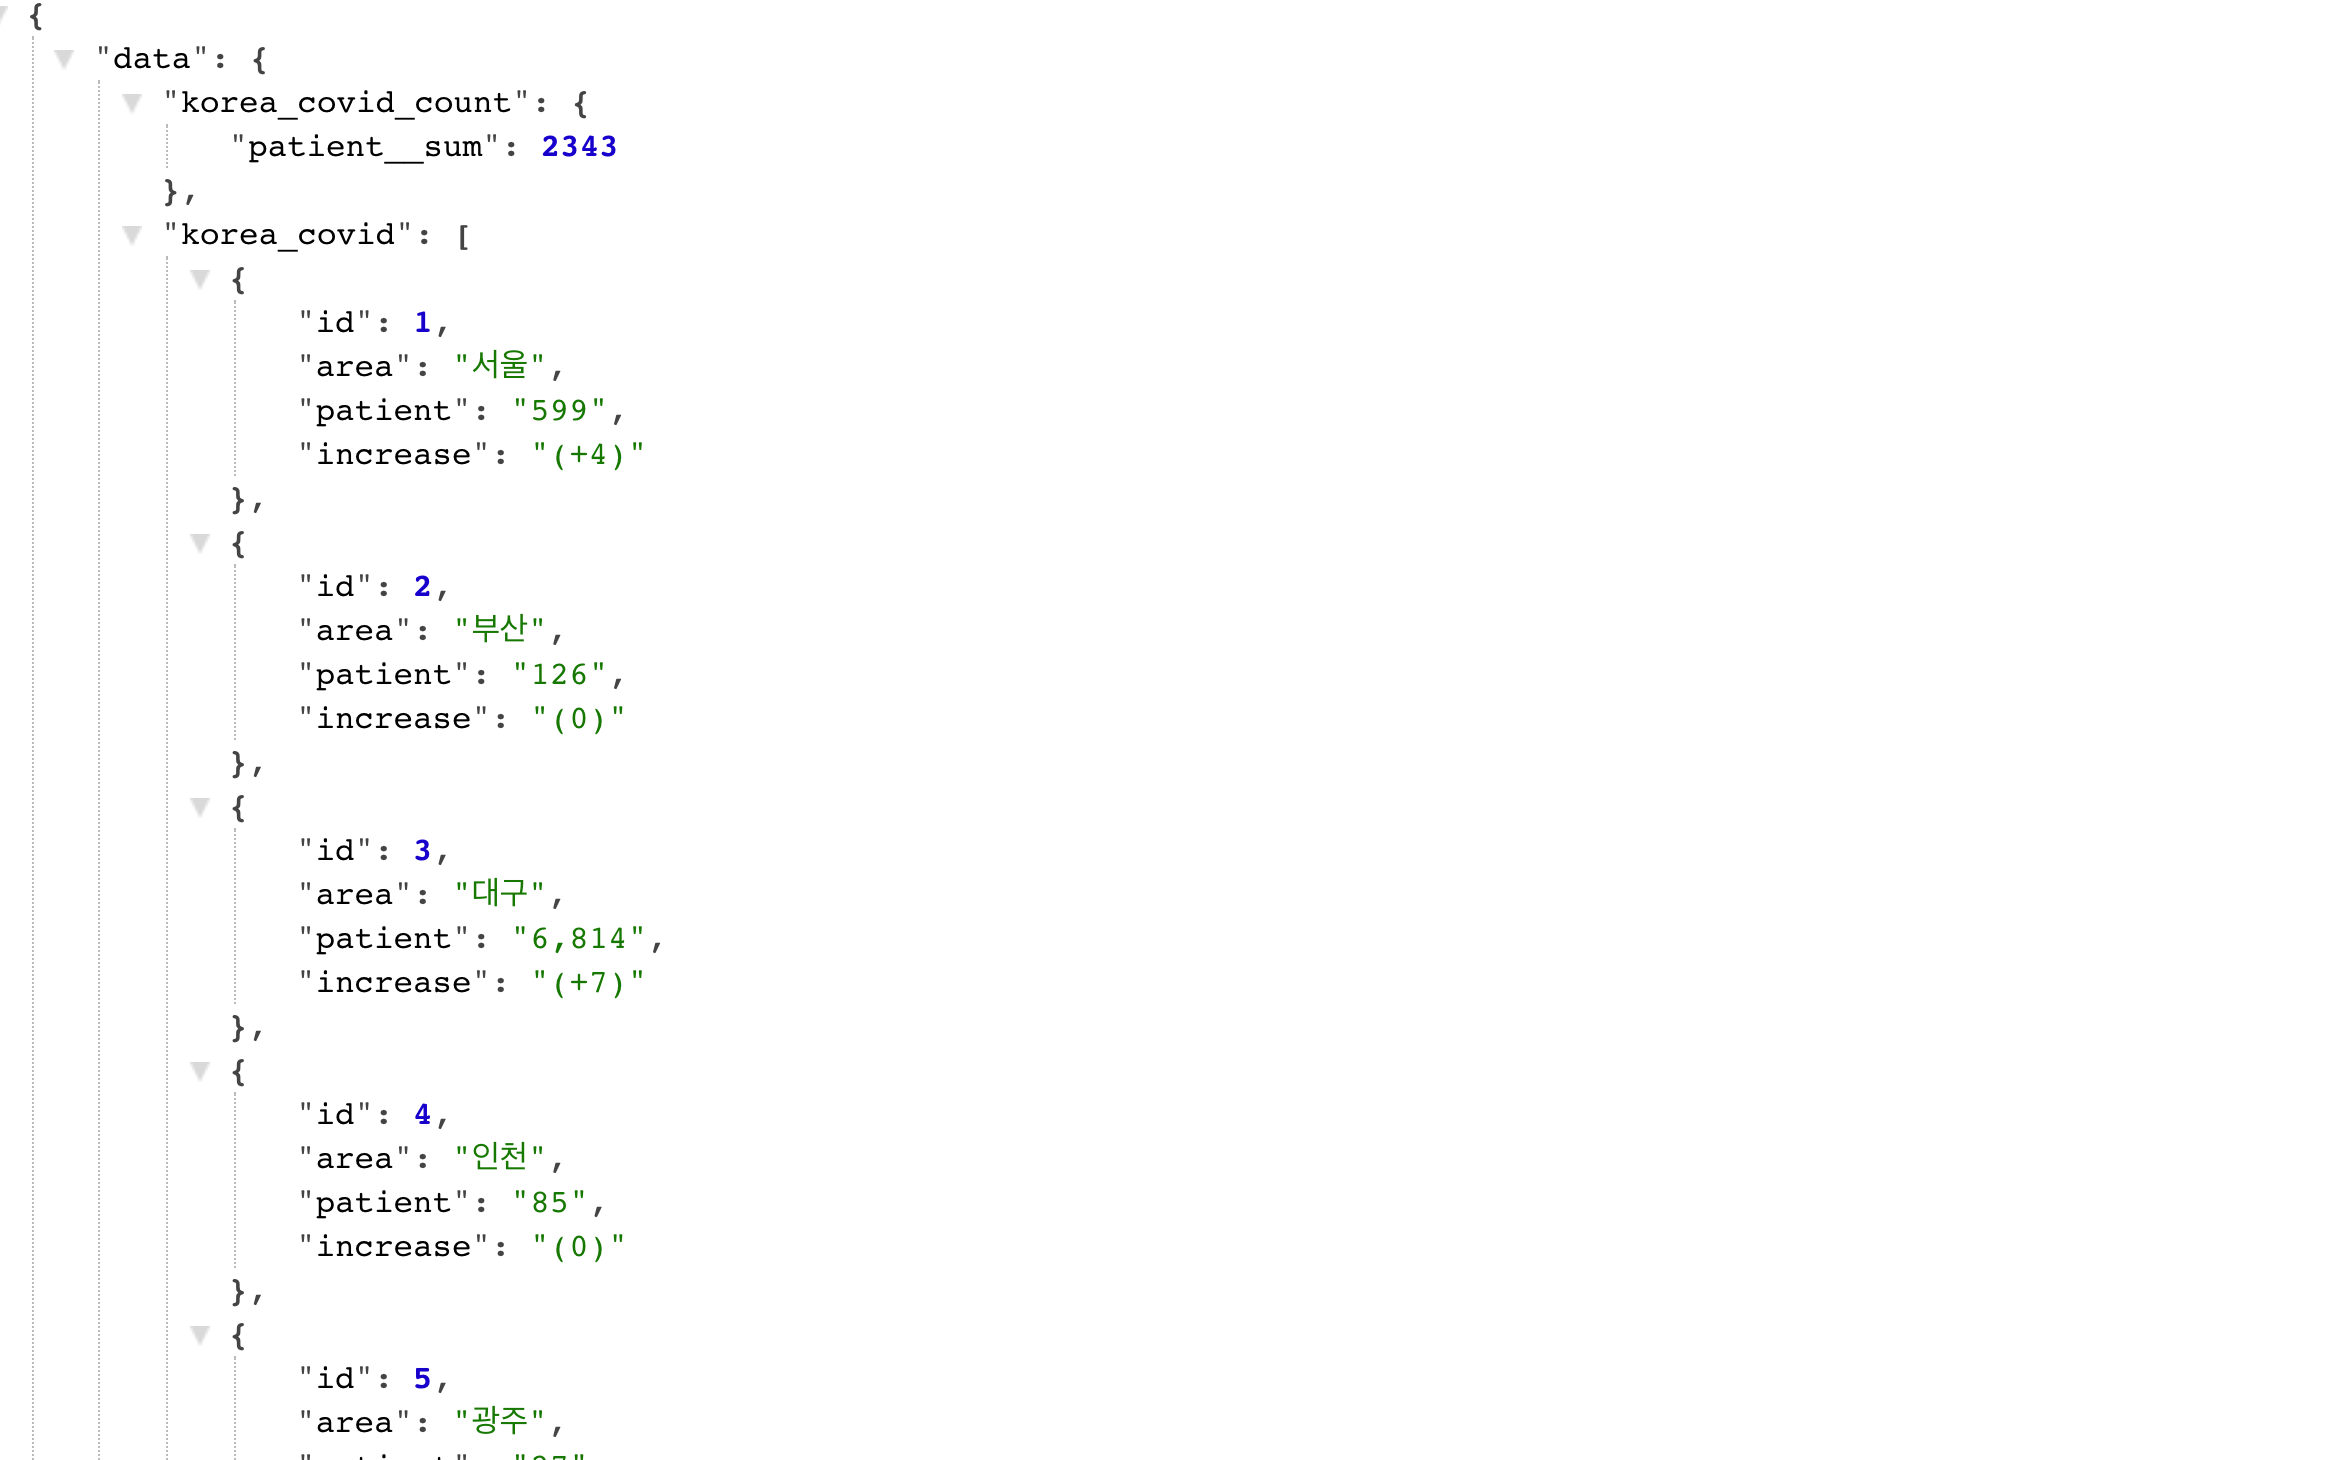 {
"data": {
"korea_covid_count": {
"patient__sum": 2343
},
"korea_covid": [
{
"id": 1,
"area": "서울",
"patient": "599",
"increase": "(+4)"
},
{
"id": 2,
"area": "부산",
"patient": "126",
"increase": "(0)"
},
{
"id": 3,
"area": "대구",
"patient": "6,814",
"increase": "(+7)"
},
{
"id": 4,
"area": "인천",
"patient": "85",
"increase": "(0)"
},
{
"id": 5,
"area": "광주",